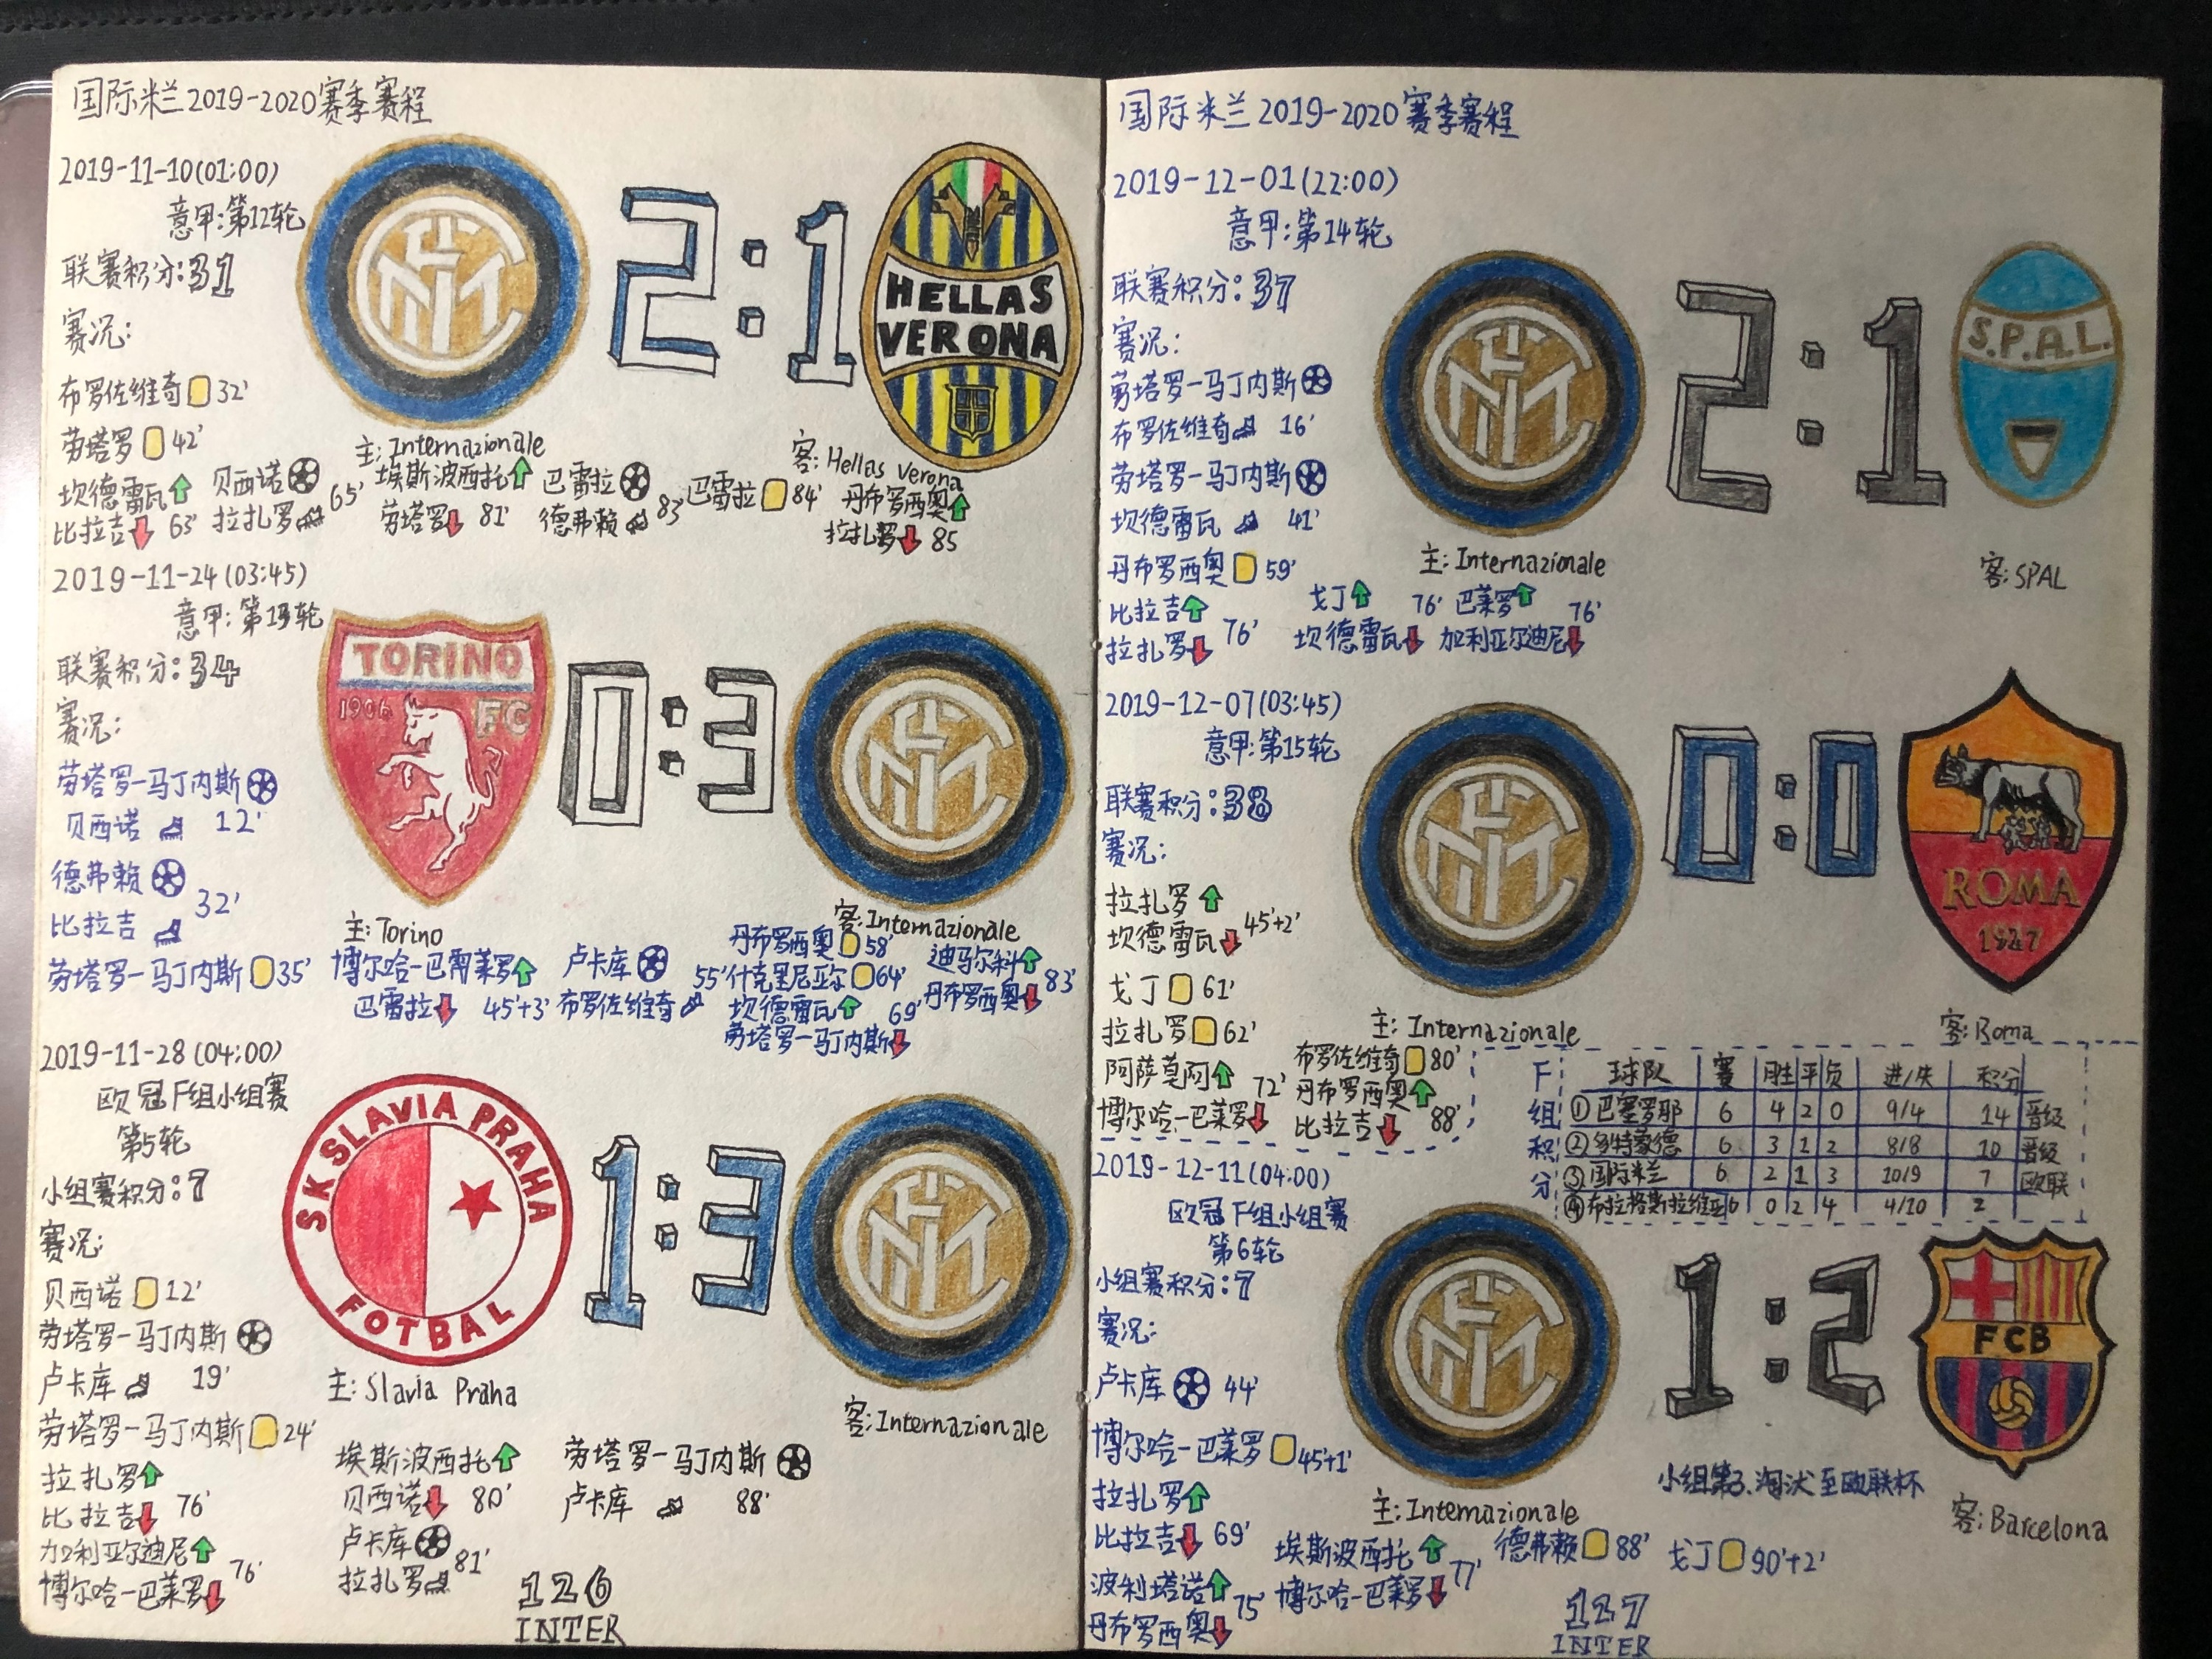 国际米兰2019-2020赛季赛程
2019-11-10(01:00)
意甲:第12轮
联赛积分:31
赛况:
布罗佐维奇 32'
劳塔罗 42'
坎德雷瓦
比拉吉 63'
贝西诺
拉扎罗 65'
2:1
HELLAS
VERONA
主:Internazionale
客:Hellas Verona
埃斯波西托
劳塔罗 81'
巴雷拉
德弗赖 83'
巴雷拉 84'
丹布罗西奥
拉扎罗 85
2019-11-24(03:45)
意甲:第13轮
联赛积分:34
赛况:
劳塔罗-马丁内斯
贝西诺 12'
德弗赖
比拉吉 32'
劳塔罗-马丁内斯 35'
TORINO
1906 FC
0:3
主:Torino
客:Internazionale
博尔哈-巴莱罗
巴雷拉 45'+3'
卢卡库
布罗佐维奇 55'
丹布罗西奥 58'
什克里尼亚尔 64'
坎德雷瓦
劳塔罗-马丁内斯 69'
迪马尔科
丹布罗西奥 83'
2019-11-28(04:00)
欧冠F组小组赛
第5轮
小组赛积分:7
赛况:
贝西诺 12'
劳塔罗-马丁内斯
卢卡库 19'
劳塔罗-马丁内斯 24'
拉扎罗
比拉吉 76'
加利亚尔迪尼
博尔哈-巴莱罗 76'
SK SLAVIA PRAHA
FOTBAL
1:3
主:Slavia Praha
客:Internazionale
埃斯波西托
贝西诺 80'
卢卡库
拉扎罗 81'
劳塔罗-马丁内斯
卢卡库 88'
126
INTER
国际米兰2019-2020赛季赛程
2019-12-01(22:00)
意甲:第14轮
联赛积分:37
赛况:
劳塔罗-马丁内斯
布罗佐维奇 16'
劳塔罗-马丁内斯
坎德雷瓦 41'
丹布罗西奥 59'
比拉吉
拉扎罗 76'
戈丁 76'
坎德雷瓦
巴莱罗 76'
加利亚尔迪尼
2:1
S.P.A.L.
主:Internazionale
客:SPAL
2019-12-07(03:45)
意甲:第15轮
联赛积分:38
赛况:
拉扎罗
坎德雷瓦 45'+2'
戈丁 61'
拉扎罗 62'
阿萨莫阿
博尔哈-巴莱罗 72'
布罗佐维奇 80'
丹布罗西奥
比拉吉 88'
0:0
ROMA
1927
主:Internazionale
客:Roma
F组积分
球队 赛 胜 平 负 进/失 积分
①巴塞罗那 6 4 2 0 9/4 14 晋级
②多特蒙德 6 3 1 2 8/8 10 晋级
③国际米兰 6 2 1 3 10/9 7 欧联
④布拉格斯拉维亚 6 0 2 4 4/10 2
2019-12-11(04:00)
欧冠F组小组赛
第6轮
小组赛积分:7
赛况:
卢卡库 44'
博尔哈-巴莱罗 45'+1'
拉扎罗
比拉吉 69'
波利塔诺
丹布罗西奥 75'
1:2
FCB
主:Internazionale
小组第3、淘汰至欧联杯
客:Barcelona
埃斯波西托
博尔哈-巴莱罗 77'
德弗赖 88'
戈丁 90'+2'
127
INTER